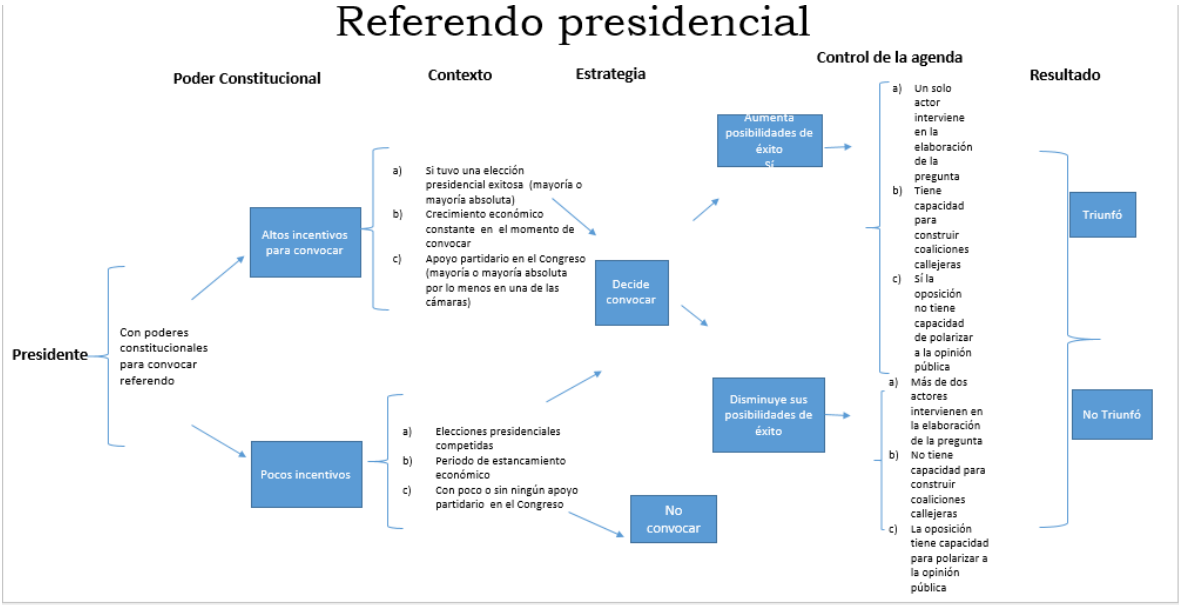 Referendo presidencial
Poder Constitucional
Contexto
Estrategia
Control de la agenda
Resultado
Presidente
Con poderes
constitucionales
para convocar
referendo
Altos incentivos
para convocar
a) Si tuvo una elección
presidencial exitosa (mayoría o
mayoría absoluta)
b) Crecimiento económico
constante en el momento de
convocar
c) Apoyo partidario en el Congreso
(mayoría o mayoría absoluta
por lo menos en una de las
cámaras)
Pocos incentivos
a) Elecciones presidenciales
competidas
b) Periodo de estancamiento
económico
c) Con poco o sin ningún apoyo
partidario en el Congreso
Decide
convocar
No
convocar
Aumenta
posibilidades de
éxito
Sí
Disminuye sus
posibilidades de
éxito
a) Un solo
actor
interviene
en la
elaboración
de la
pregunta
b) Tiene
capacidad
para
construir
coaliciones
callejeras
c) Sí la
oposición
no tiene
capacidad
de polarizar
a la opinión
pública
a) Más de dos
actores
intervienen en
la elaboración
de la pregunta
b) No tiene
capacidad para
construir
coaliciones
callejeras
c) La oposición
tiene capacidad
para polarizar a
la opinión
pública
Triunfó
No Triunfó